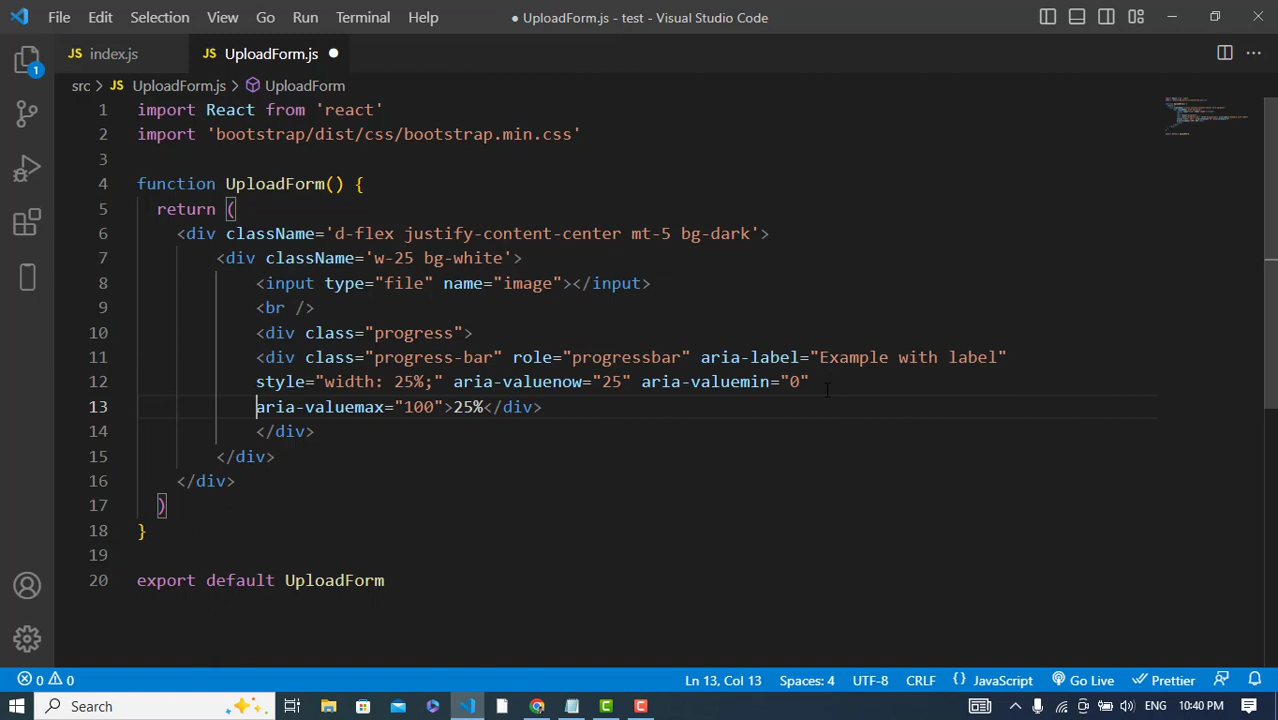 File Edit Selection View Go Run Terminal Help ● UploadForm.js - test - Visual Studio Code
JS index.js JS UploadForm.js ●
1
src > JS UploadForm.js > UploadForm
1 import React from 'react'
2 import 'bootstrap/dist/css/bootstrap.min.css'
3
4 function UploadForm() {
5 return (
6 <div className='d-flex justify-content-center mt-5 bg-dark'>
7 <div className='w-25 bg-white'>
8 <input type="file" name="image"></input>
9 <br />
10 <div class="progress">
11 <div class="progress-bar" role="progressbar" aria-label="Example with label"
12 style="width: 25%;" aria-valuenow="25" aria-valuemin="0"
13 aria-valuemax="100">25%</div>
14 </div>
15 </div>
16 </div>
17 )
18 }
19
20 export default UploadForm
0 0 Ln 13, Col 13 Spaces: 4 UTF-8 CRLF {} JavaScript Go Live Prettier
Search ENG 10:40 PM